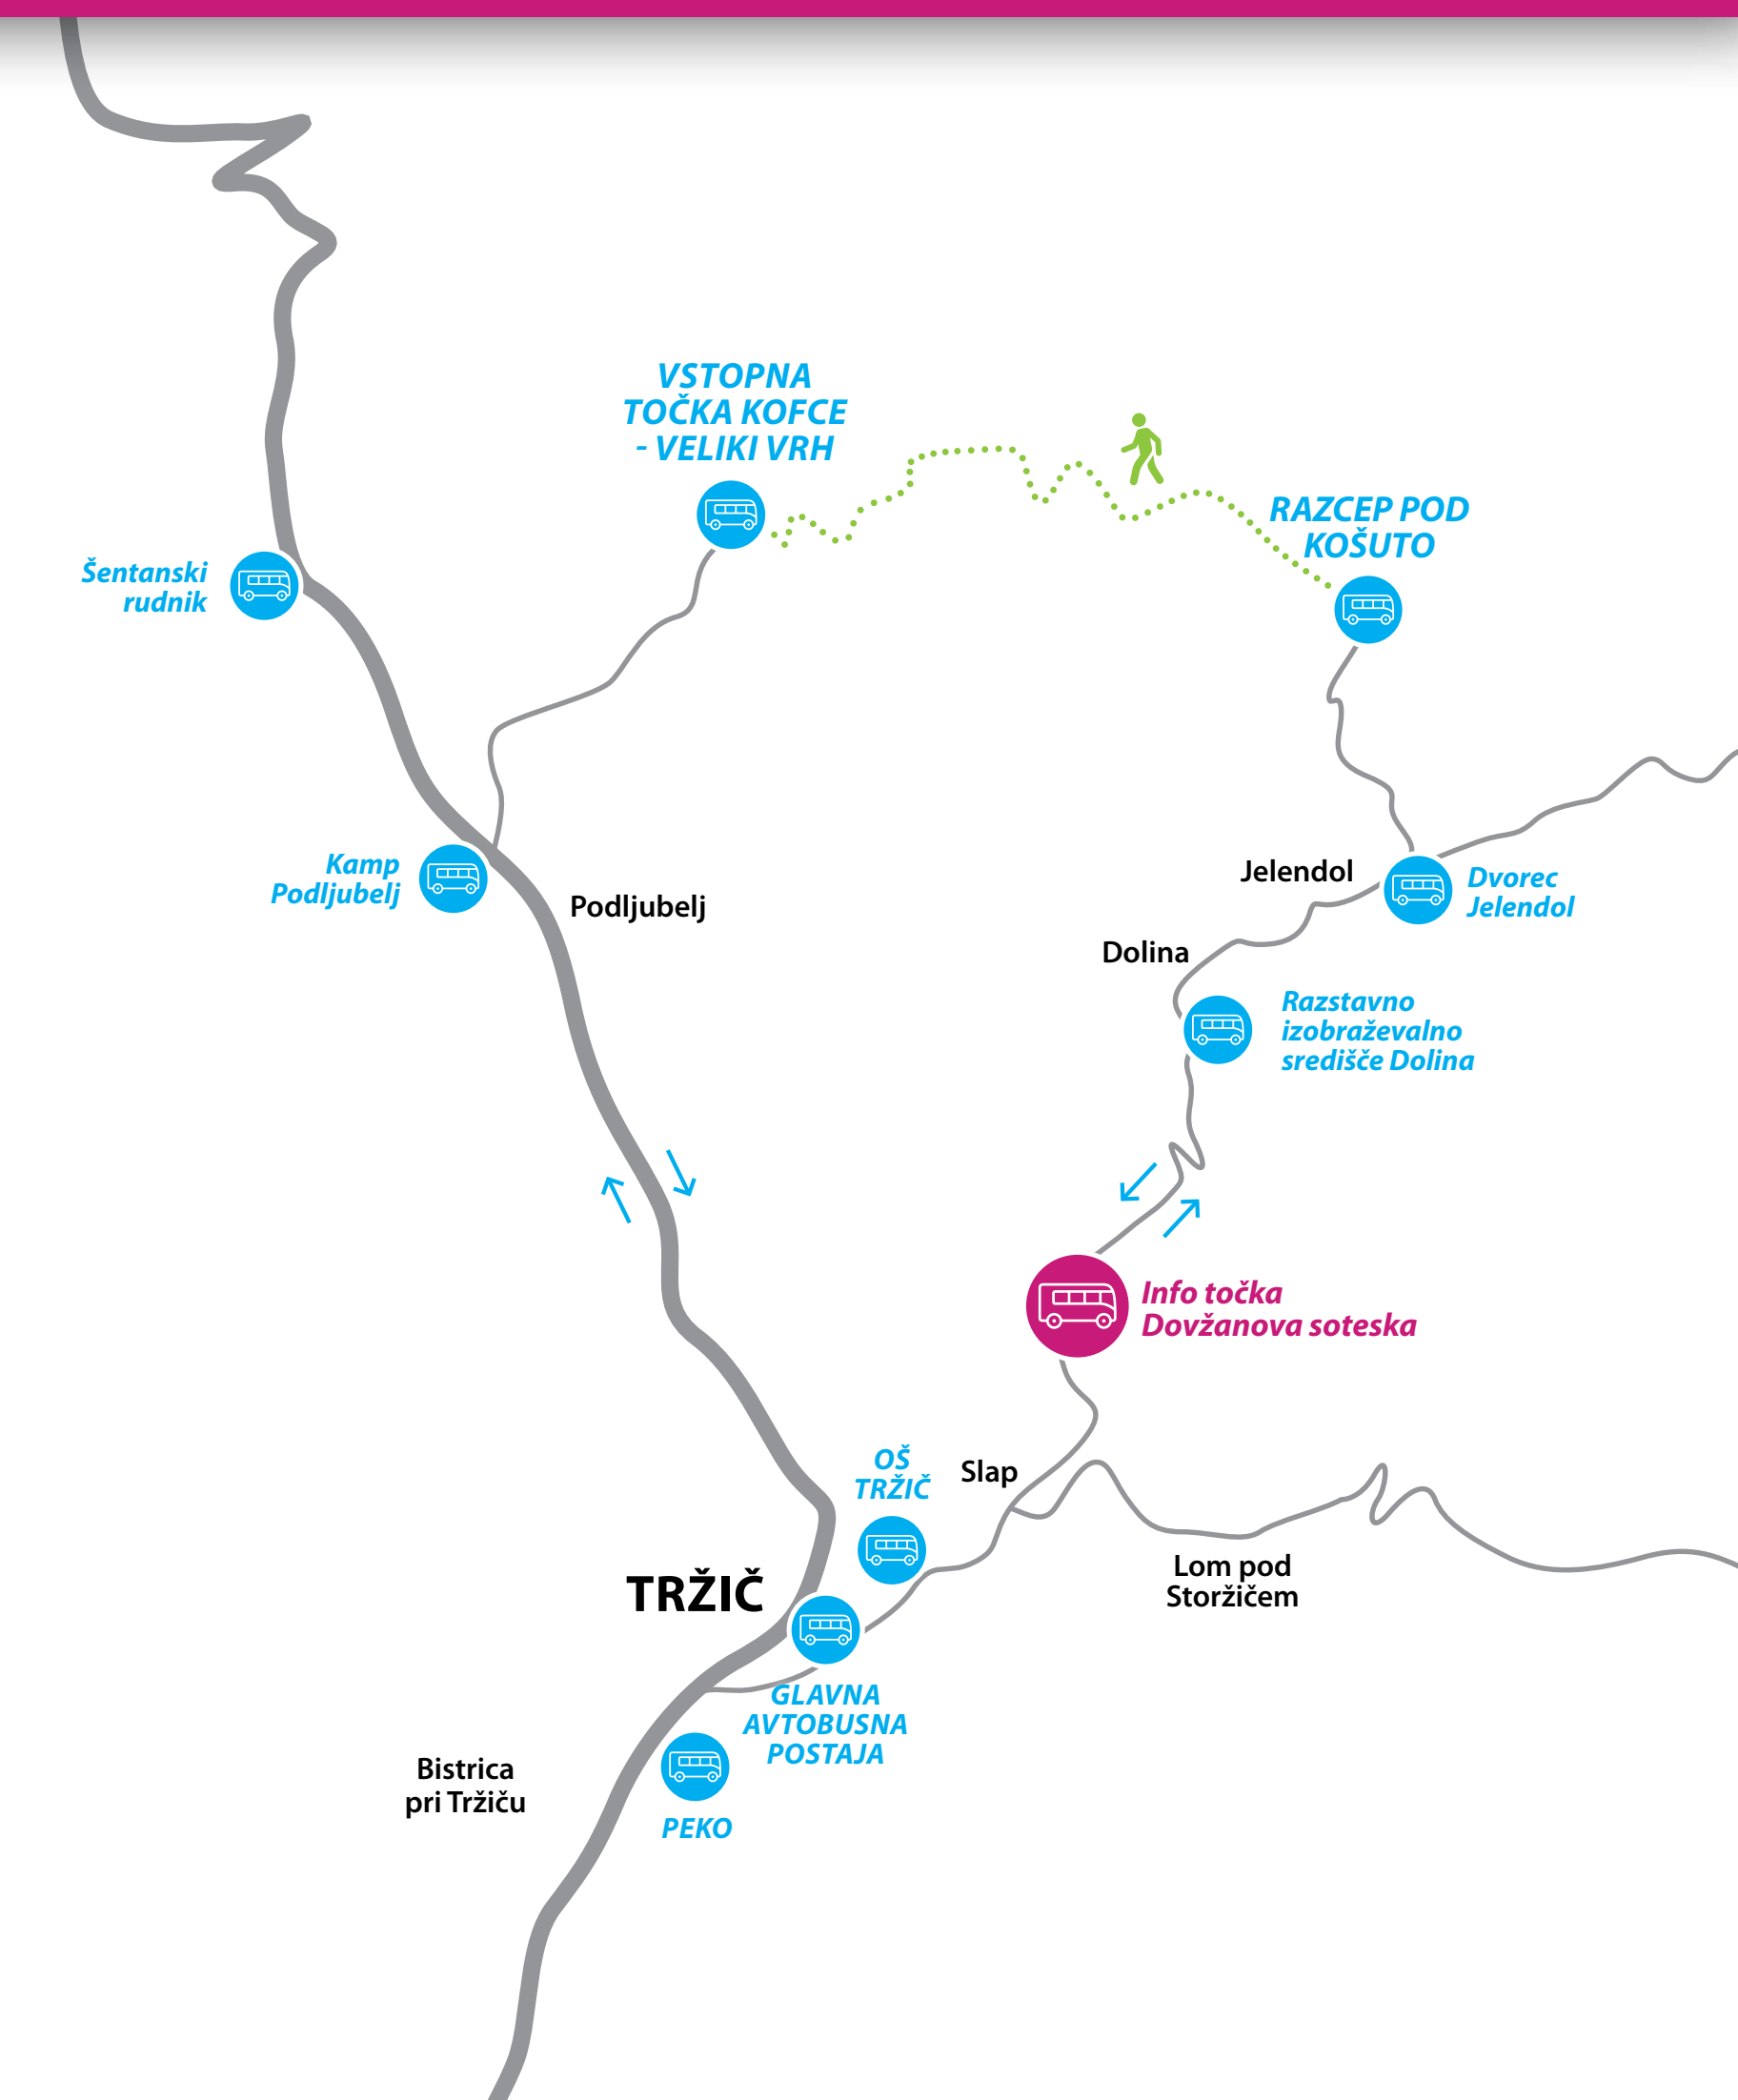 VSTOPNA
TOČKA KOFCE
- VELIKI VRH
RAZCEP POD
KOŠUTO
Šentanski
rudnik
Kamp
Podljubelj
Podljubelj
Jelendol
Dvorec
Jelendol
Dolina
Razstavno
izobraževalno
središče Dolina
Info točka
Dovžanova soteska
OŠ
TRŽIČ
Slap
Lom pod
Storžičem
TRŽIČ
GLAVNA
AVTOBUSNA
POSTAJA
Bistrica
pri Tržiču
PEKO